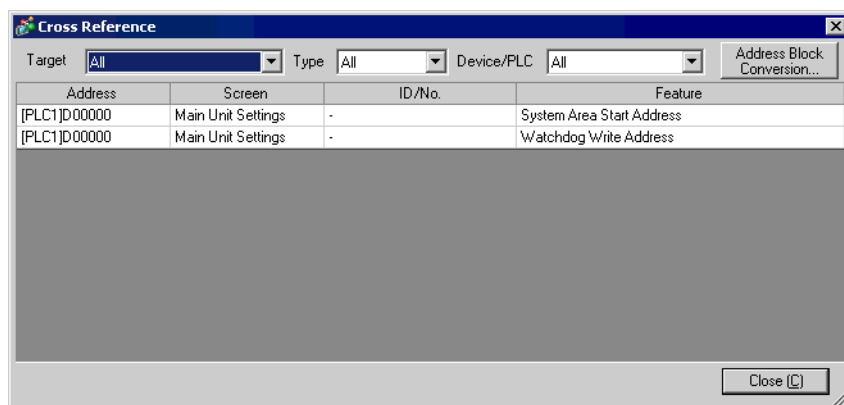 Cross Reference
Target All Type All Device/PLC All Address Block Conversion...
Address Screen ID/No. Feature
[PLC1]D00000 Main Unit Settings - System Area Start Address
[PLC1]D00000 Main Unit Settings - Watchdog Write Address
Close (C)